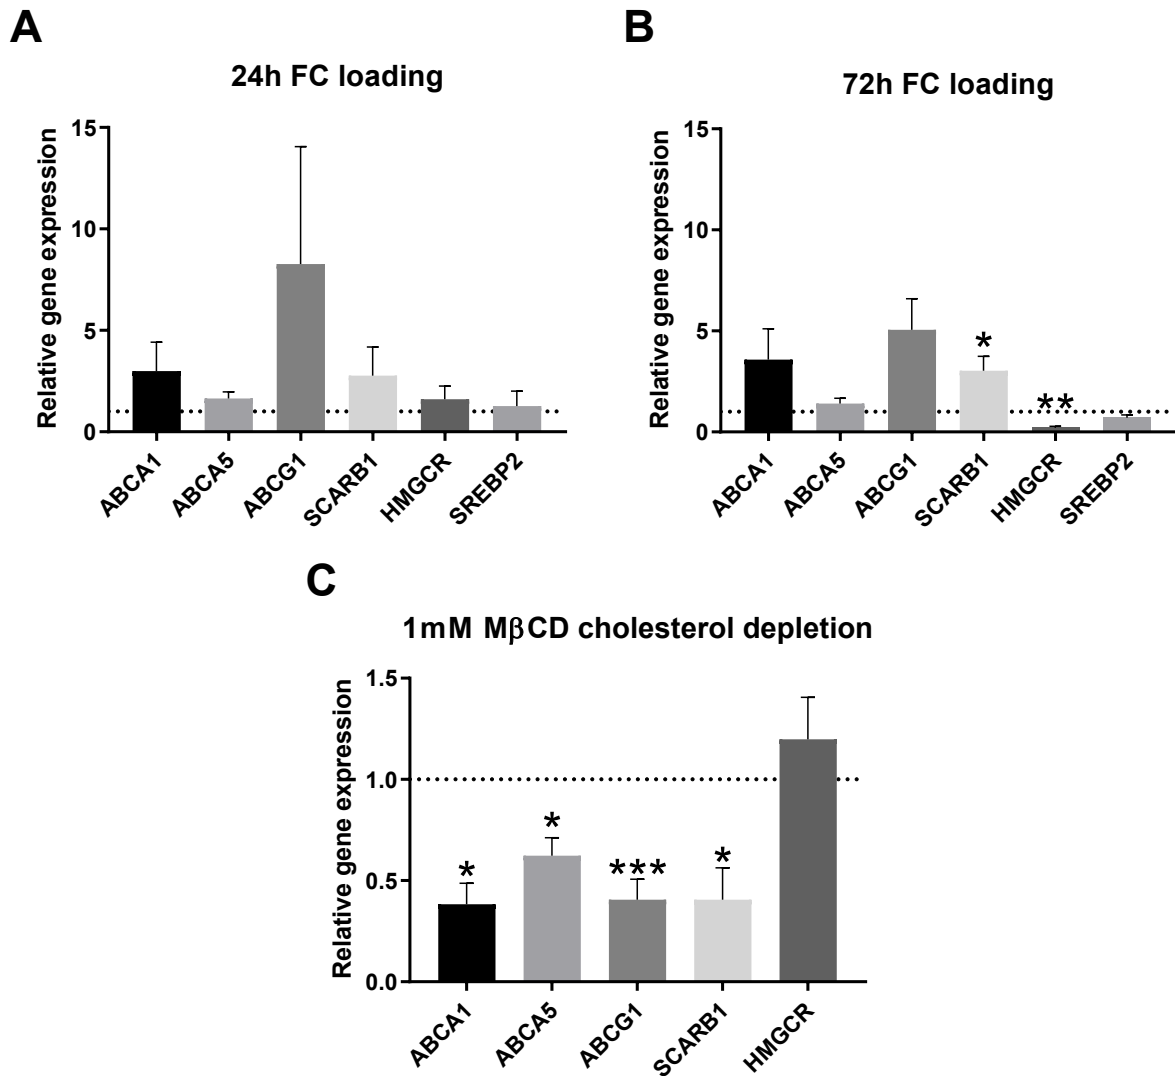 A
24h FC loading
Relative gene expression
15
10
5
0
ABCA1
ABCA5
ABCG1
SCARB1
HMGCR
SREBP2
B
72h FC loading
Relative gene expression
15
10
5
0
*
**
ABCA1
ABCA5
ABCG1
SCARB1
HMGCR
SREBP2
C
1mM MβCD cholesterol depletion
Relative gene expression
1.5
1.0
0.5
0.0
*
*
***
*
ABCA1
ABCA5
ABCG1
SCARB1
HMGCR